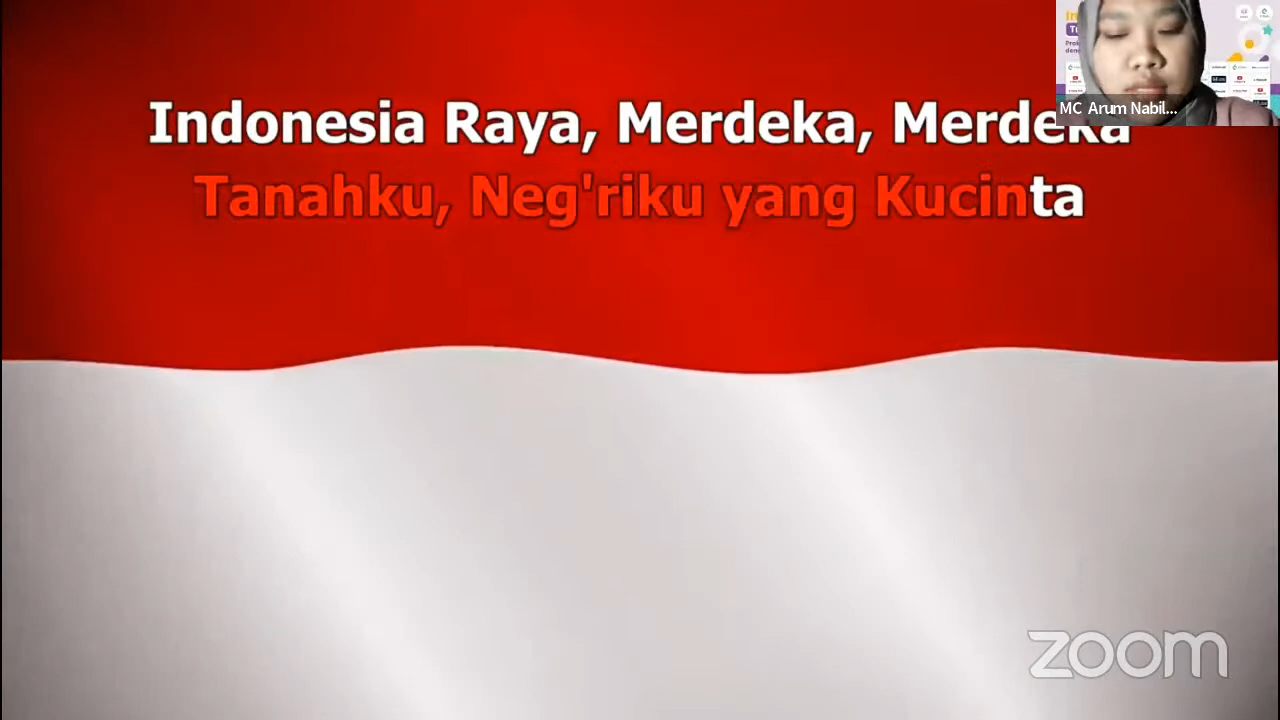 Indonesia Raya, Merdeka, Merdeka
Tanahku, Neg'riku yang Kucinta
MC Arum Nabil...
zoom